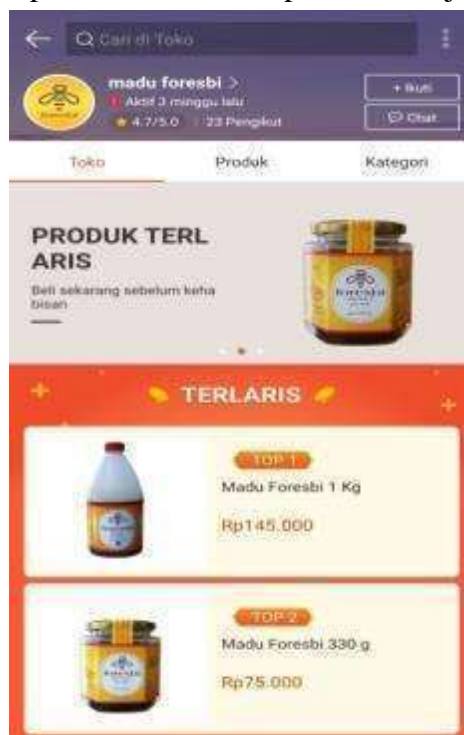 Cari di Toko
madu foresbi >
Aktif 3 minggu lalu
4.7/5.0 23 Pengikut
+ Ikuti
Chat
Toko Produk Kategori
PRODUK TERL
ARIS
Beli sekarang sebelum keha
bisan
TERLARIS
TOP 1
Madu Foresbi 1 Kg
Rp145.000
TOP 2
Madu Foresbi 330 g
Rp75.000